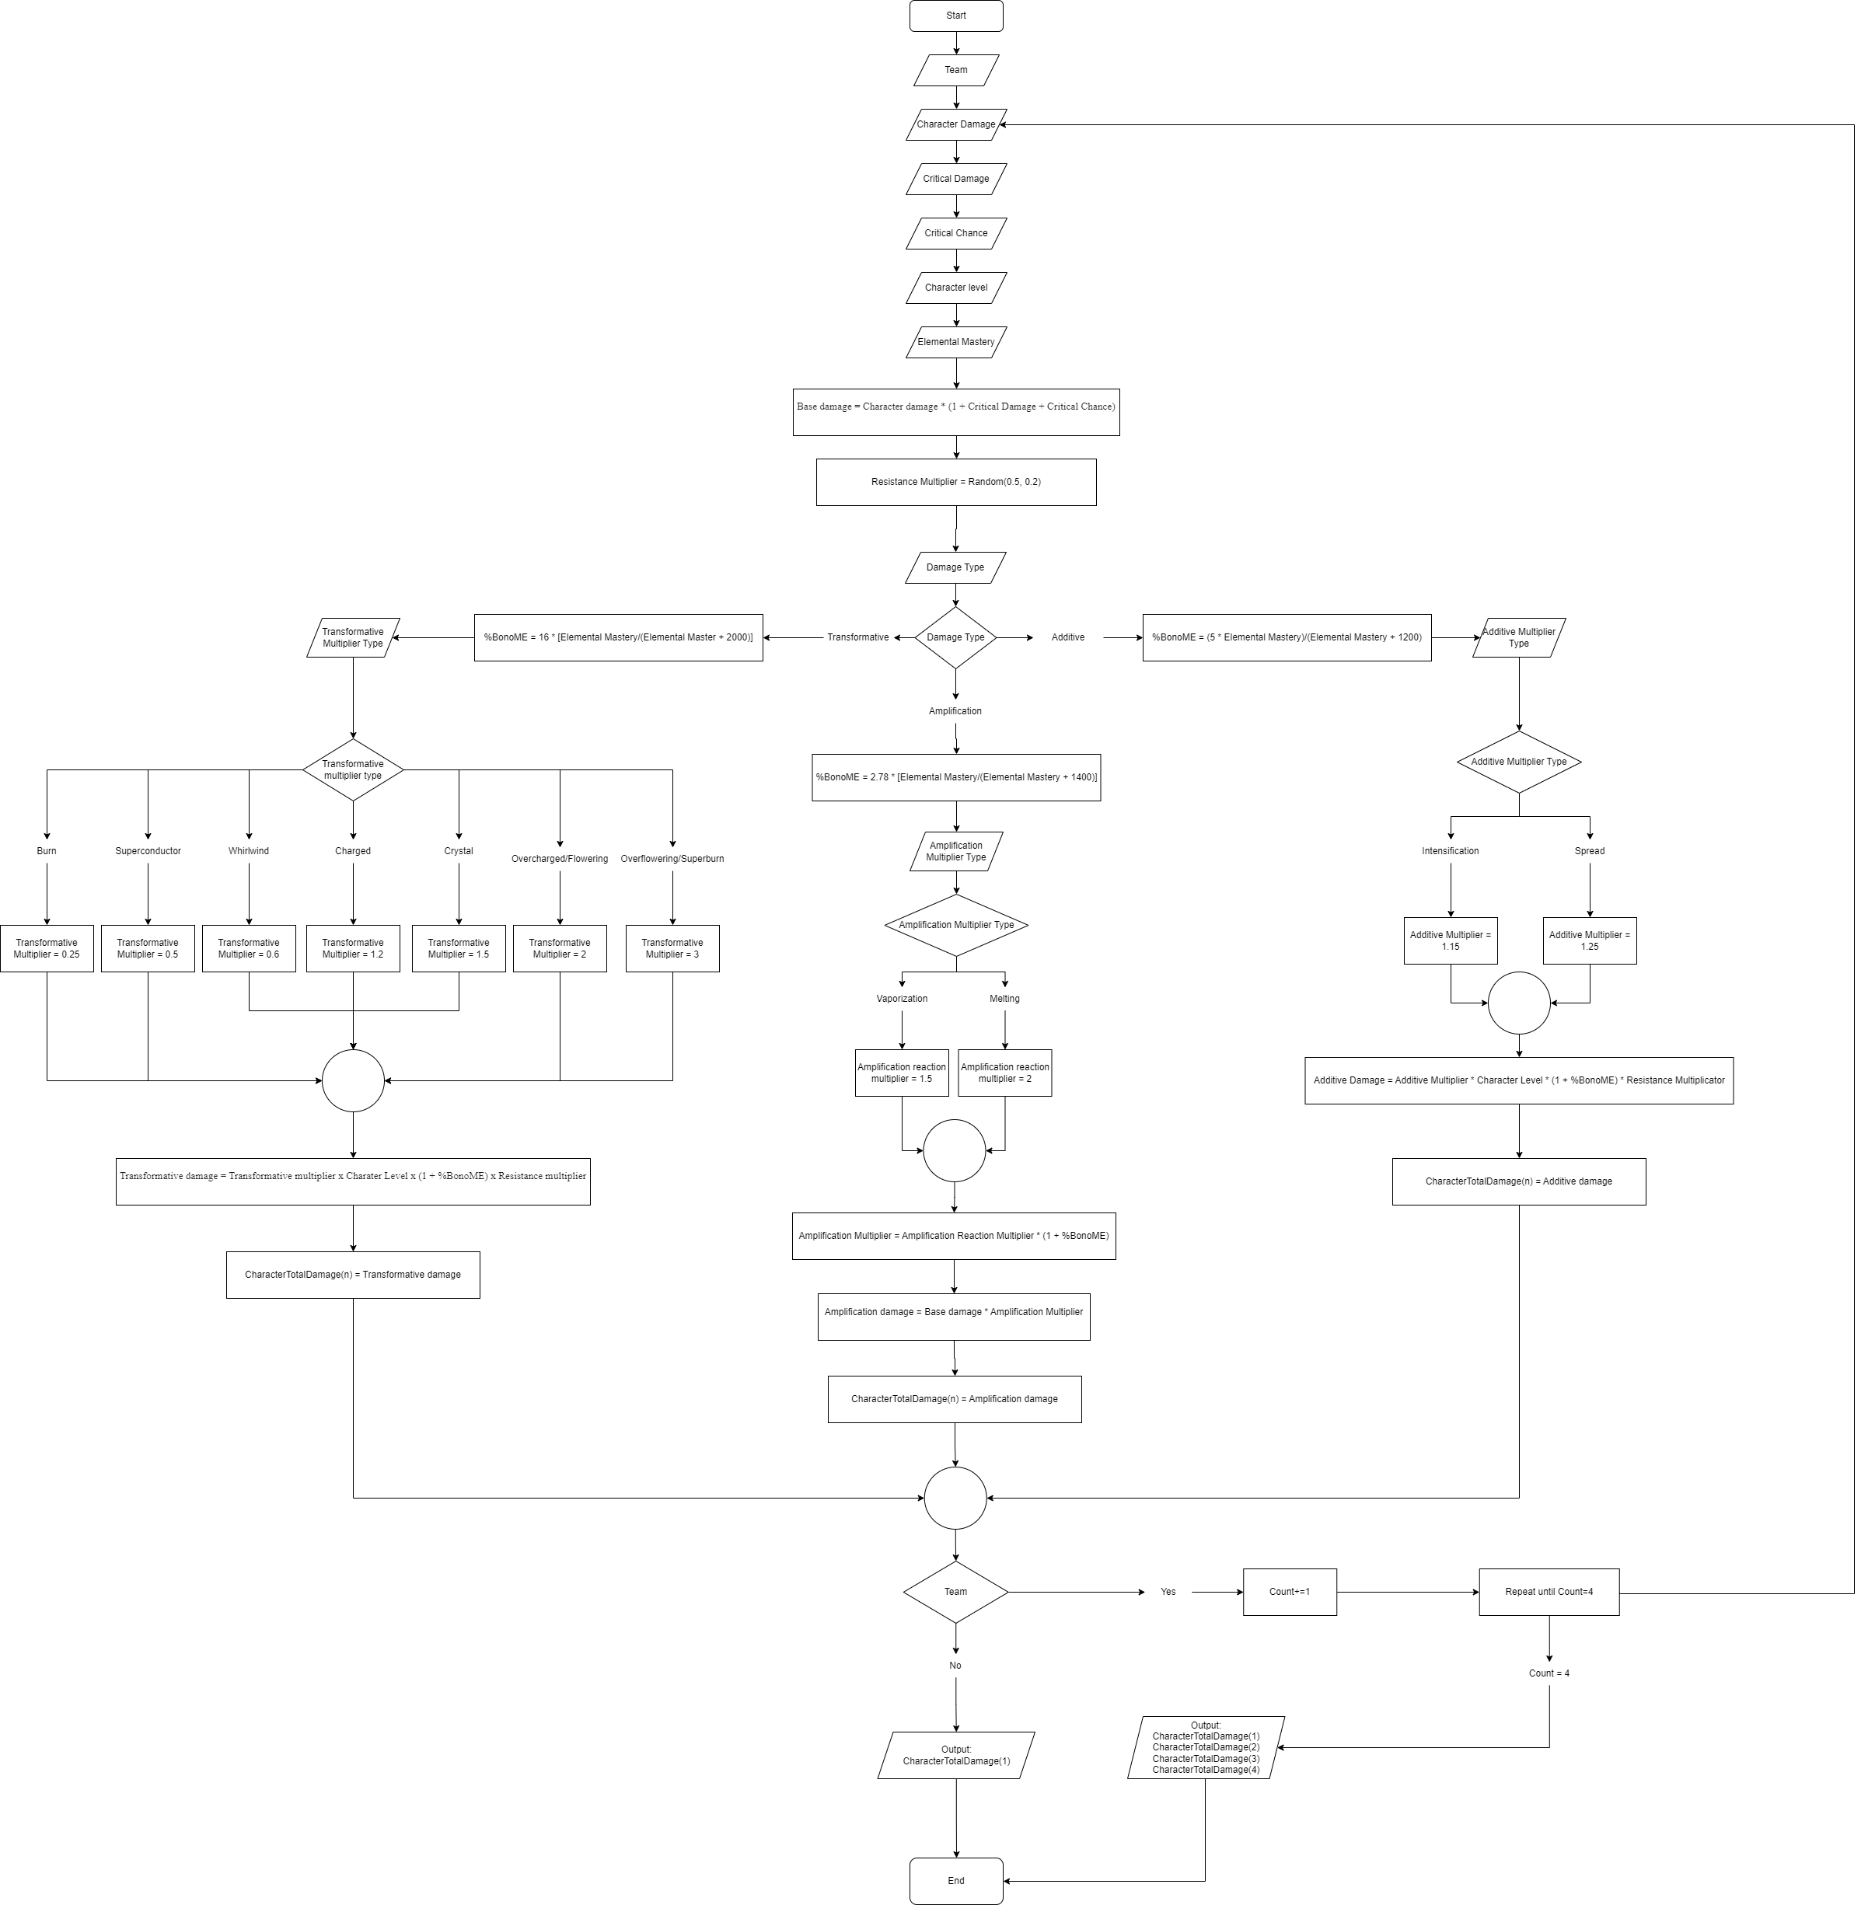 Start
Team
Character Damage
Critical Damage
Critical Chance
Character level
Elemental Mastery
Base damage = Character damage * (1 + Critical Damage + Critical Chance)
Resistance Multiplier = Random(0.5, 0.2)
Damage Type
Transformative
Multiplier Type
%BonoME = 16 * [Elemental Mastery/(Elemental Master + 2000)]
Transformative
Damage Type
Additive
%BonoME = (5 * Elemental Mastery)/(Elemental Mastery + 1200)
Additive Multiplier
Type
Amplification
Transformative
multiplier type
%BonoME = 2.78 * [Elemental Mastery/(Elemental Mastery + 1400)]
Additive Multiplier Type
Burn
Superconductor
Whirlwind
Charged
Crystal
Overcharged/Flowering
Overflowering/Superburn
Amplification
Multiplier Type
Intensification
Spread
Transformative
Multiplier = 0.25
Transformative
Multiplier = 0.5
Transformative
Multiplier = 0.6
Transformative
Multiplier = 1.2
Transformative
Multiplier = 1.5
Transformative
Multiplier = 2
Transformative
Multiplier = 3
Amplification Multiplier Type
Additive Multiplier =
1.15
Additive Multiplier =
1.25
Vaporization
Melting
Amplification reaction
multiplier = 1.5
Amplification reaction
multiplier = 2
Additive Damage = Additive Multiplier * Character Level * (1 + %BonoME) * Resistance Multiplicator
Transformative damage = Transformative multiplier x Charater Level x (1 + %BonoME) x Resistance multiplier
CharacterTotalDamage(n) = Additive damage
Amplification Multiplier = Amplification Reaction Multiplier * (1 + %BonoME)
CharacterTotalDamage(n) = Transformative damage
Amplification damage = Base damage * Amplification Multiplier
CharacterTotalDamage(n) = Amplification damage
Team
Yes
Count+=1
Repeat until Count=4
No
Count = 4
Output:
CharacterTotalDamage(1)
Output:
CharacterTotalDamage(1)
CharacterTotalDamage(2)
CharacterTotalDamage(3)
CharacterTotalDamage(4)
End